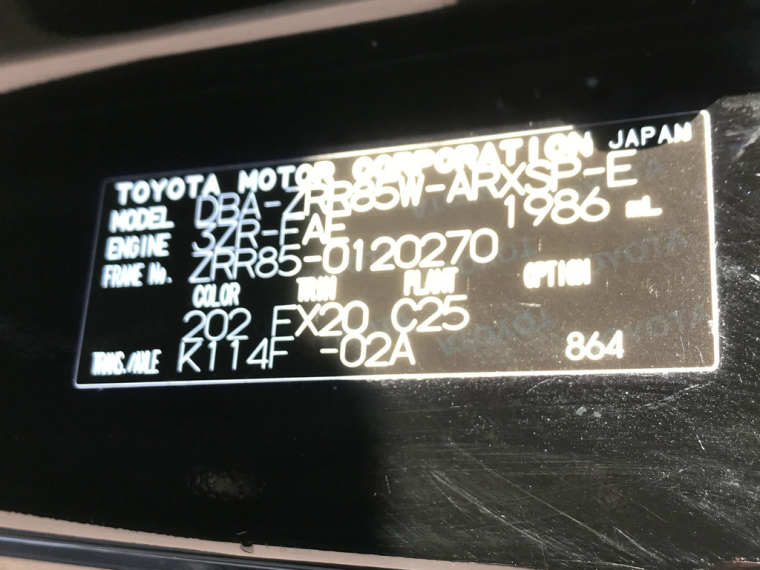 TOYOTA MOTOR CORPORATION JAPAN
MODEL DBA-ZRR85W-ARXSP-E
ENGINE 3ZR-FAE 1986 mL
FRAME No. ZRR85-0120270
COLOR TRIM PLANT OPTION
202 FX20 C25
TRANS./AXLE K114F -02A 864